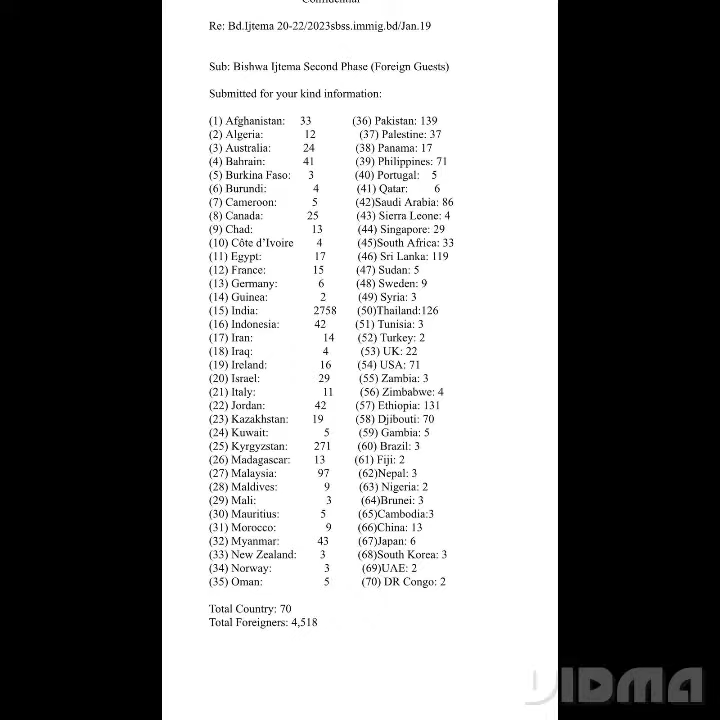 Confidential
Re: Bd.Ijtema 20-22/2023sbss.immig.bd/Jan.19
Sub: Bishwa Ijtema Second Phase (Foreign Guests)
Submitted for your kind information:
(1) Afghanistan: 33 (36) Pakistan: 139
(2) Algeria: 12 (37) Palestine: 37
(3) Australia: 24 (38) Panama: 17
(4) Bahrain: 41 (39) Philippines: 71
(5) Burkina Faso: 3 (40) Portugal: 5
(6) Burundi: 4 (41) Qatar: 6
(7) Cameroon: 5 (42)Saudi Arabia: 86
(8) Canada: 25 (43) Sierra Leone: 4
(9) Chad: 13 (44) Singapore: 29
(10) Côte d’Ivoire 4 (45)South Africa: 33
(11) Egypt: 17 (46) Sri Lanka: 119
(12) France: 15 (47) Sudan: 5
(13) Germany: 6 (48) Sweden: 9
(14) Guinea: 2 (49) Syria: 3
(15) India: 2758 (50)Thailand:126
(16) Indonesia: 42 (51) Tunisia: 3
(17) Iran: 14 (52) Turkey: 2
(18) Iraq: 4 (53) UK: 22
(19) Ireland: 16 (54) USA: 71
(20) Israel: 29 (55) Zambia: 3
(21) Italy: 11 (56) Zimbabwe: 4
(22) Jordan: 42 (57) Ethiopia: 131
(23) Kazakhstan: 19 (58) Djibouti: 70
(24) Kuwait: 5 (59) Gambia: 5
(25) Kyrgyzstan: 271 (60) Brazil: 3
(26) Madagascar: 13 (61) Fiji: 2
(27) Malaysia: 97 (62)Nepal: 3
(28) Maldives: 9 (63) Nigeria: 2
(29) Mali: 3 (64)Brunei: 3
(30) Mauritius: 5 (65)Cambodia:3
(31) Morocco: 9 (66)China: 13
(32) Myanmar: 43 (67)Japan: 6
(33) New Zealand: 3 (68)South Korea: 3
(34) Norway: 3 (69)UAE: 2
(35) Oman: 5 (70) DR Congo: 2
Total Country: 70
Total Foreigners: 4,518
VIDMA